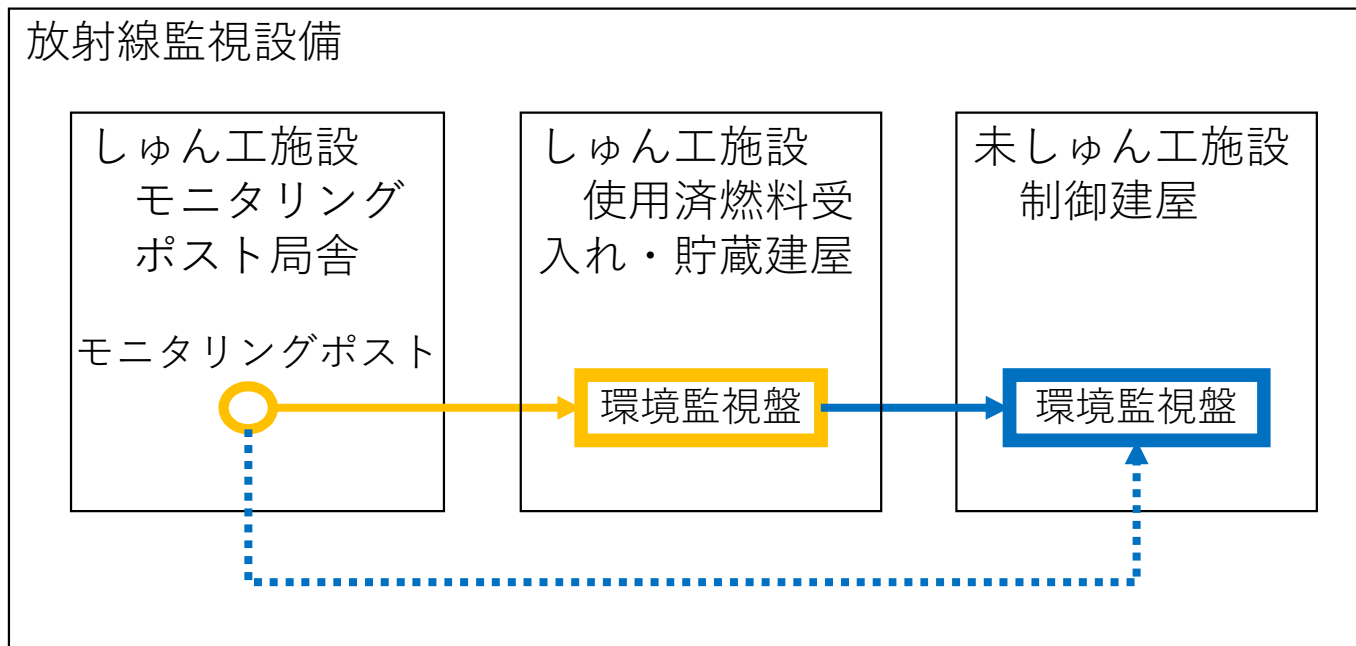 放射線監視設備
しゅん工施設
モニタリング
ポスト局舎
モニタリングポスト
しゅん工施設
使用済燃料受
入れ・貯蔵建屋
環境監視盤
未しゅん工施設
制御建屋
環境監視盤